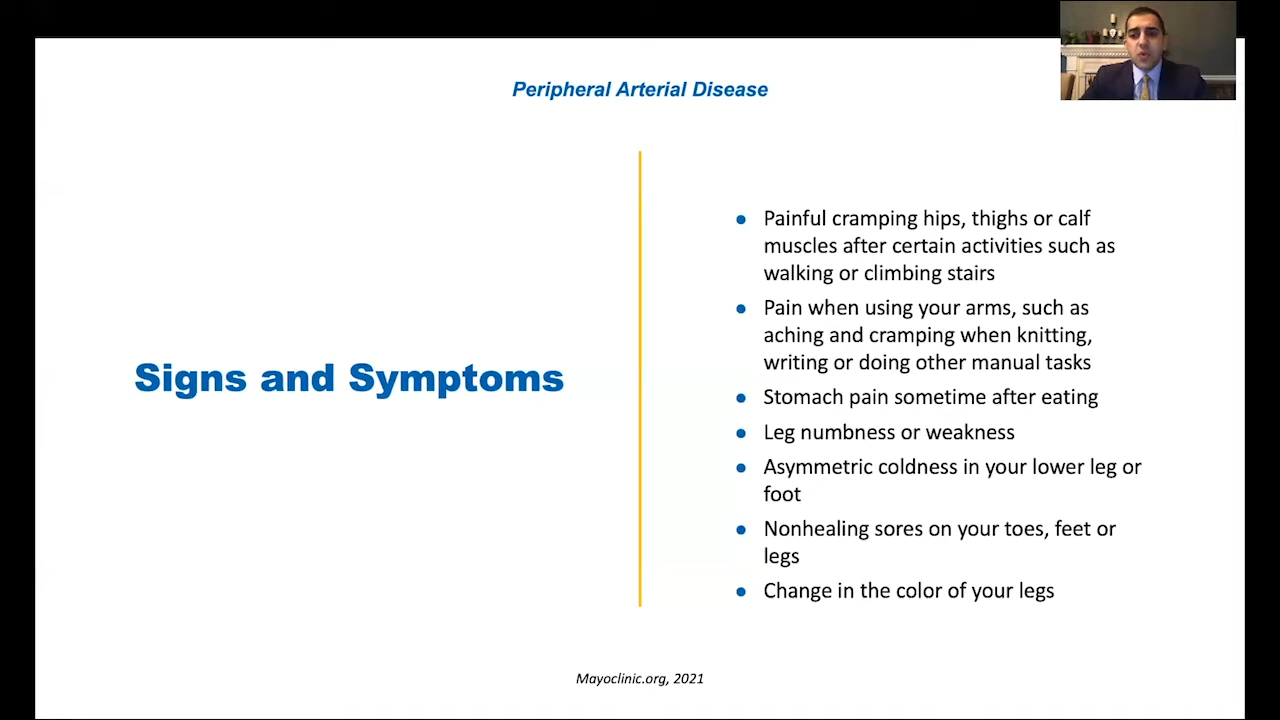 Peripheral Arterial Disease
Signs and Symptoms
● Painful cramping hips, thighs or calf
muscles after certain activities such as
walking or climbing stairs
● Pain when using your arms, such as
aching and cramping when knitting,
writing or doing other manual tasks
● Stomach pain sometime after eating
● Leg numbness or weakness
● Asymmetric coldness in your lower leg or
foot
● Nonhealing sores on your toes, feet or
legs
● Change in the color of your legs
Mayoclinic.org, 2021